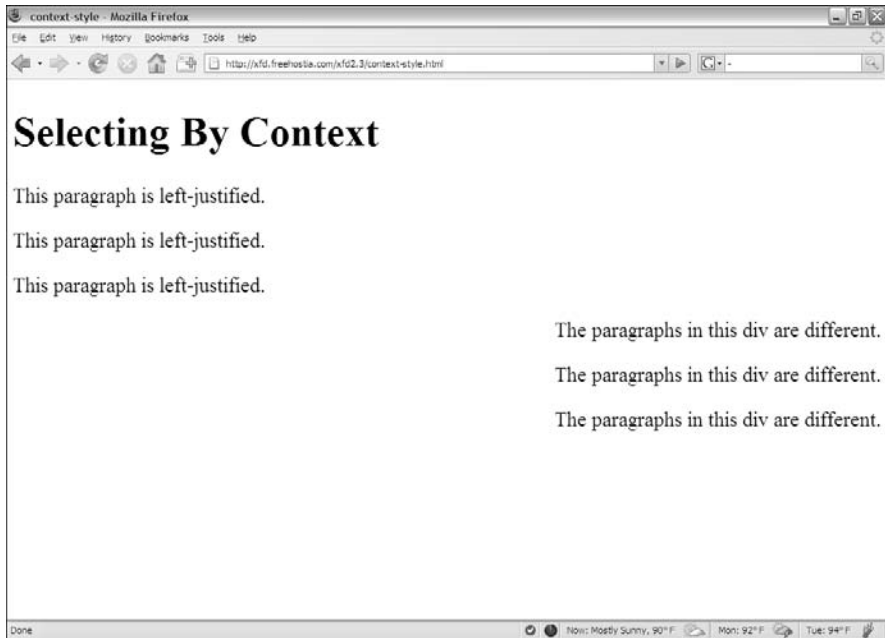 context-style - Mozilla Firefox
File Edit View History Bookmarks Tools Help
http://xfd.freehostia.com/xfd2.3/context-style.html
Selecting By Context
This paragraph is left-justified.
This paragraph is left-justified.
This paragraph is left-justified.
The paragraphs in this div are different.
The paragraphs in this div are different.
The paragraphs in this div are different.
Done Now: Mostly Sunny, 90° F Mon: 92° F Tue: 94° F